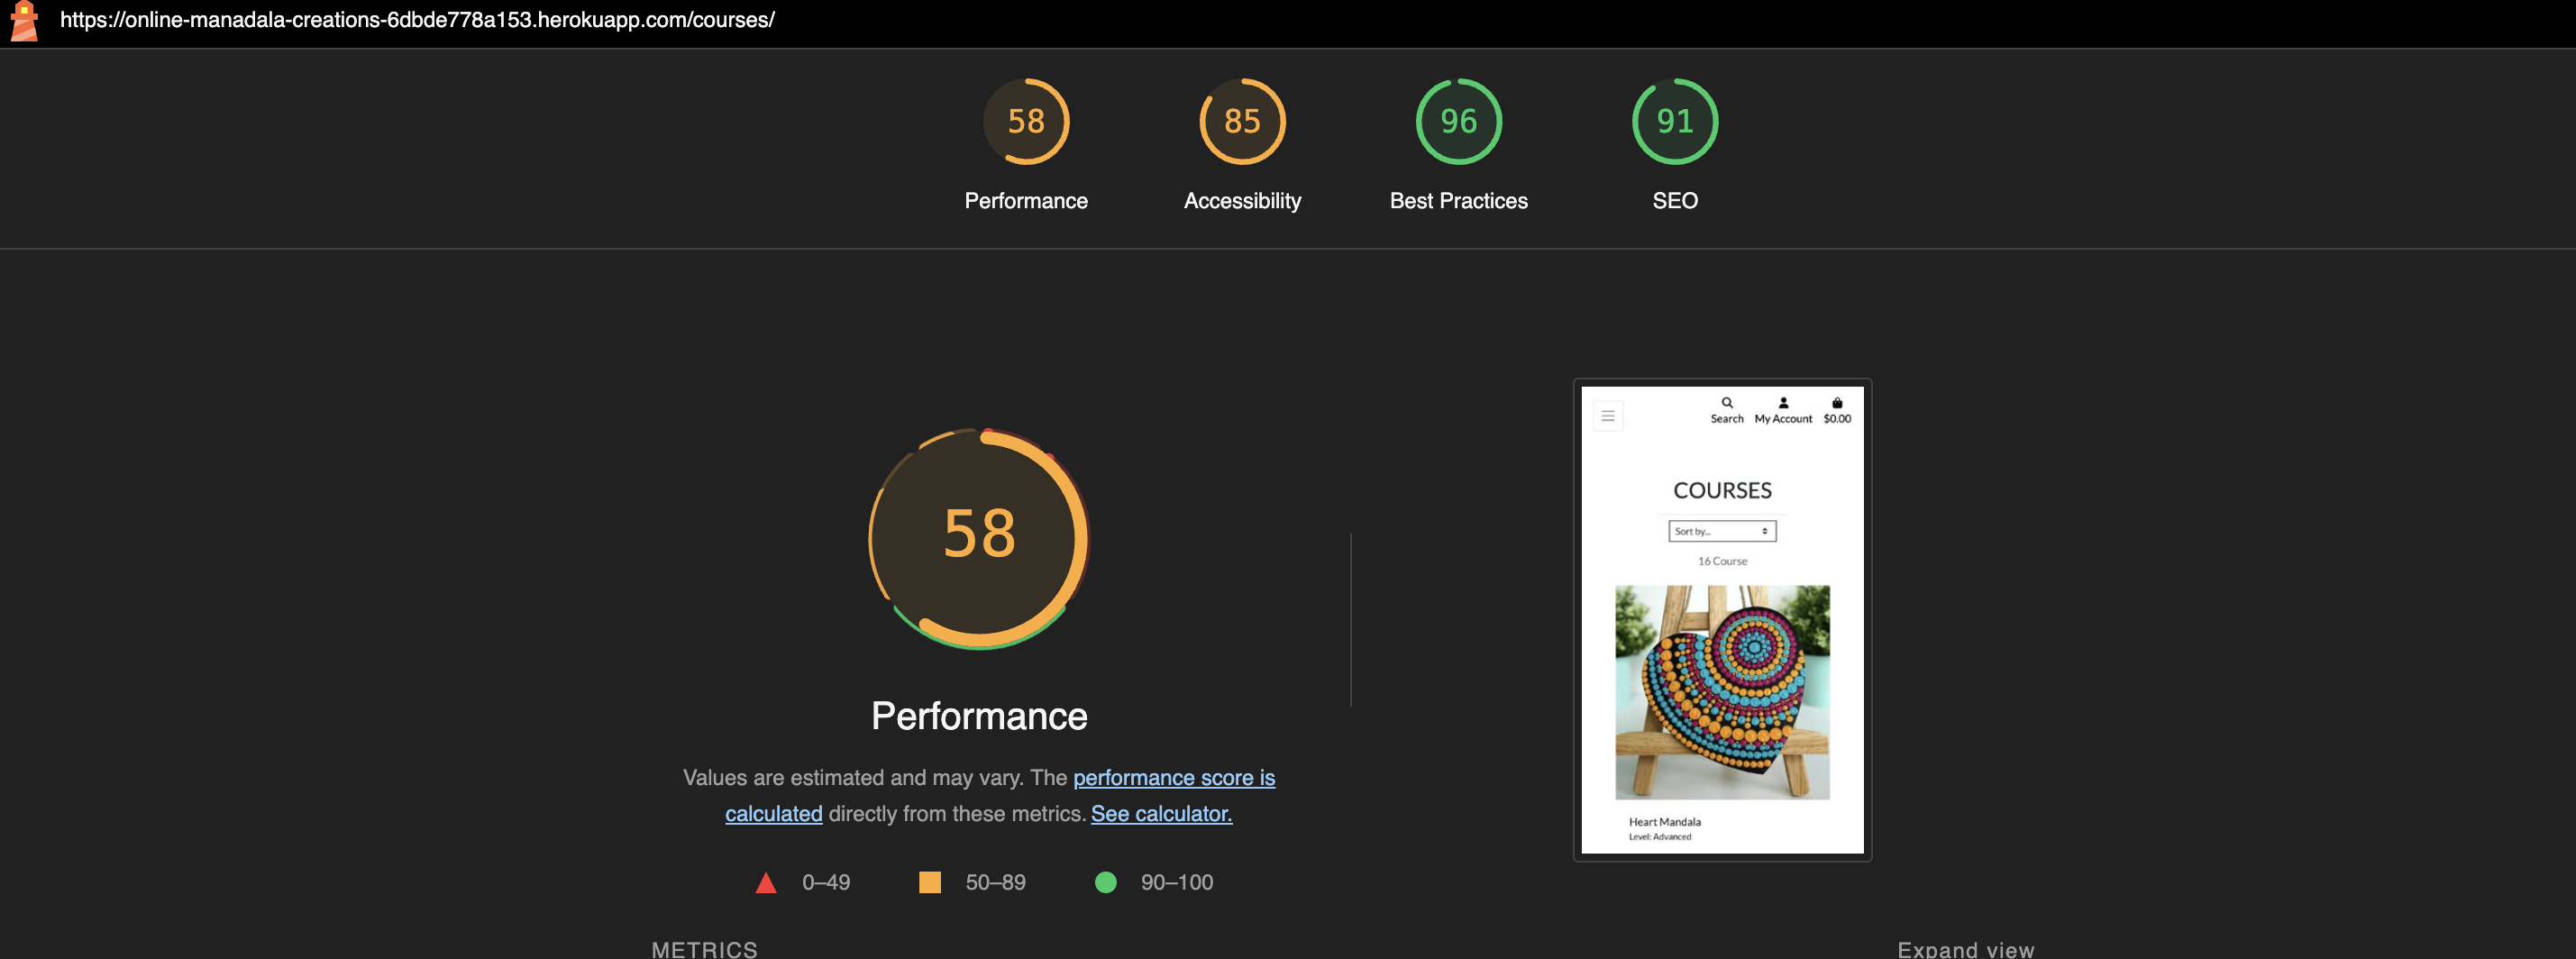 https://online-manadala-creations-6dbde778a153.herokuapp.com/courses/
58
85
96
91
Performance
Accessibility
Best Practices
SEO
58
Performance
Values are estimated and may vary. The performance score is
calculated directly from these metrics. See calculator.
0–49
50–89
90–100
Search
My Account
$0.00
COURSES
Sort by...
16 Course
Heart Mandala
Level: Advanced
METRICS
Expand view